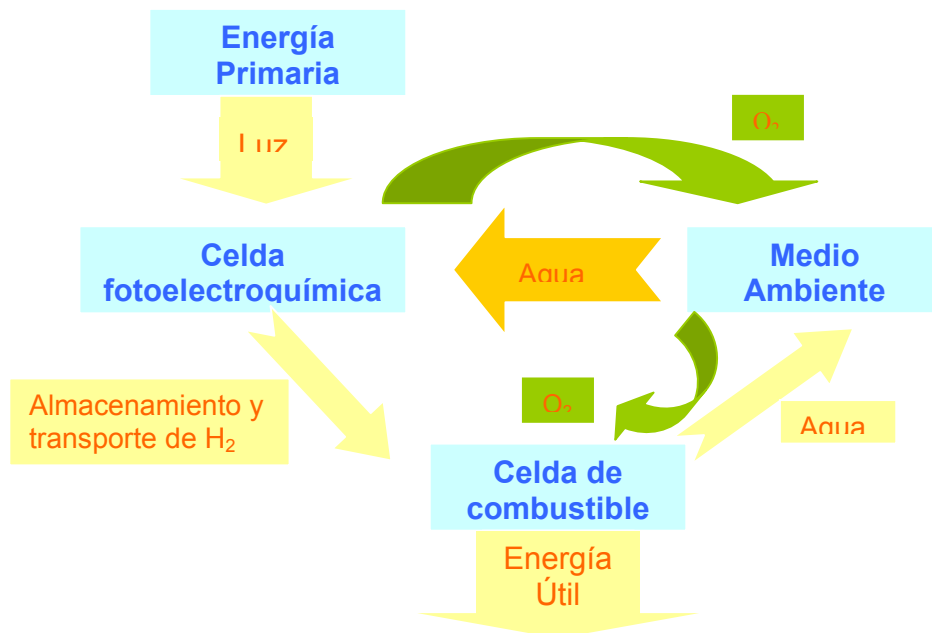 Energía
Primaria
Luz
O₂
Celda
fotoelectroquímica
Agua
Medio
Ambiente
Almacenamiento y
transporte de H₂
O₂
Agua
Celda de
combustible
Energía
Útil